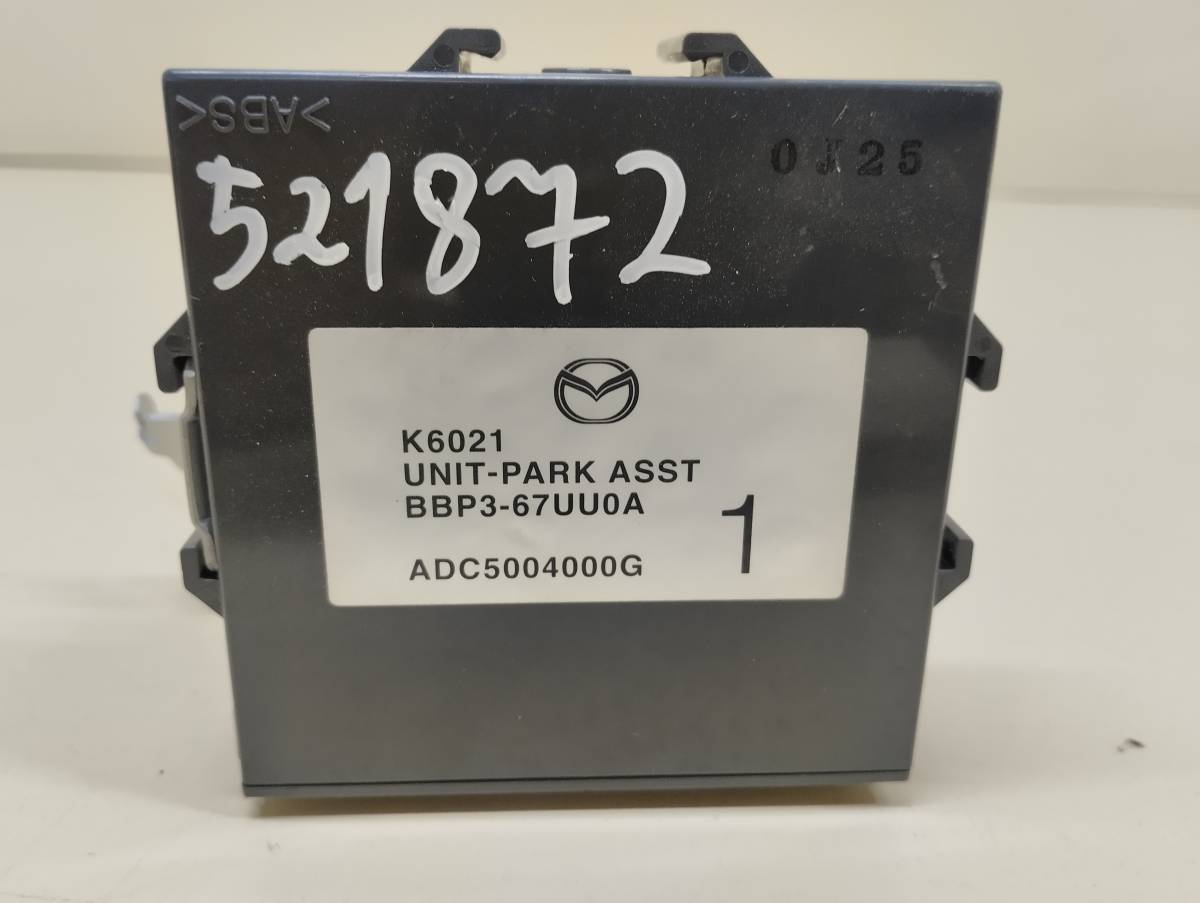 >ABS<
0J25
521872
K6021
UNIT-PARK ASST
BBP3-67UU0A
1
ADC5004000G